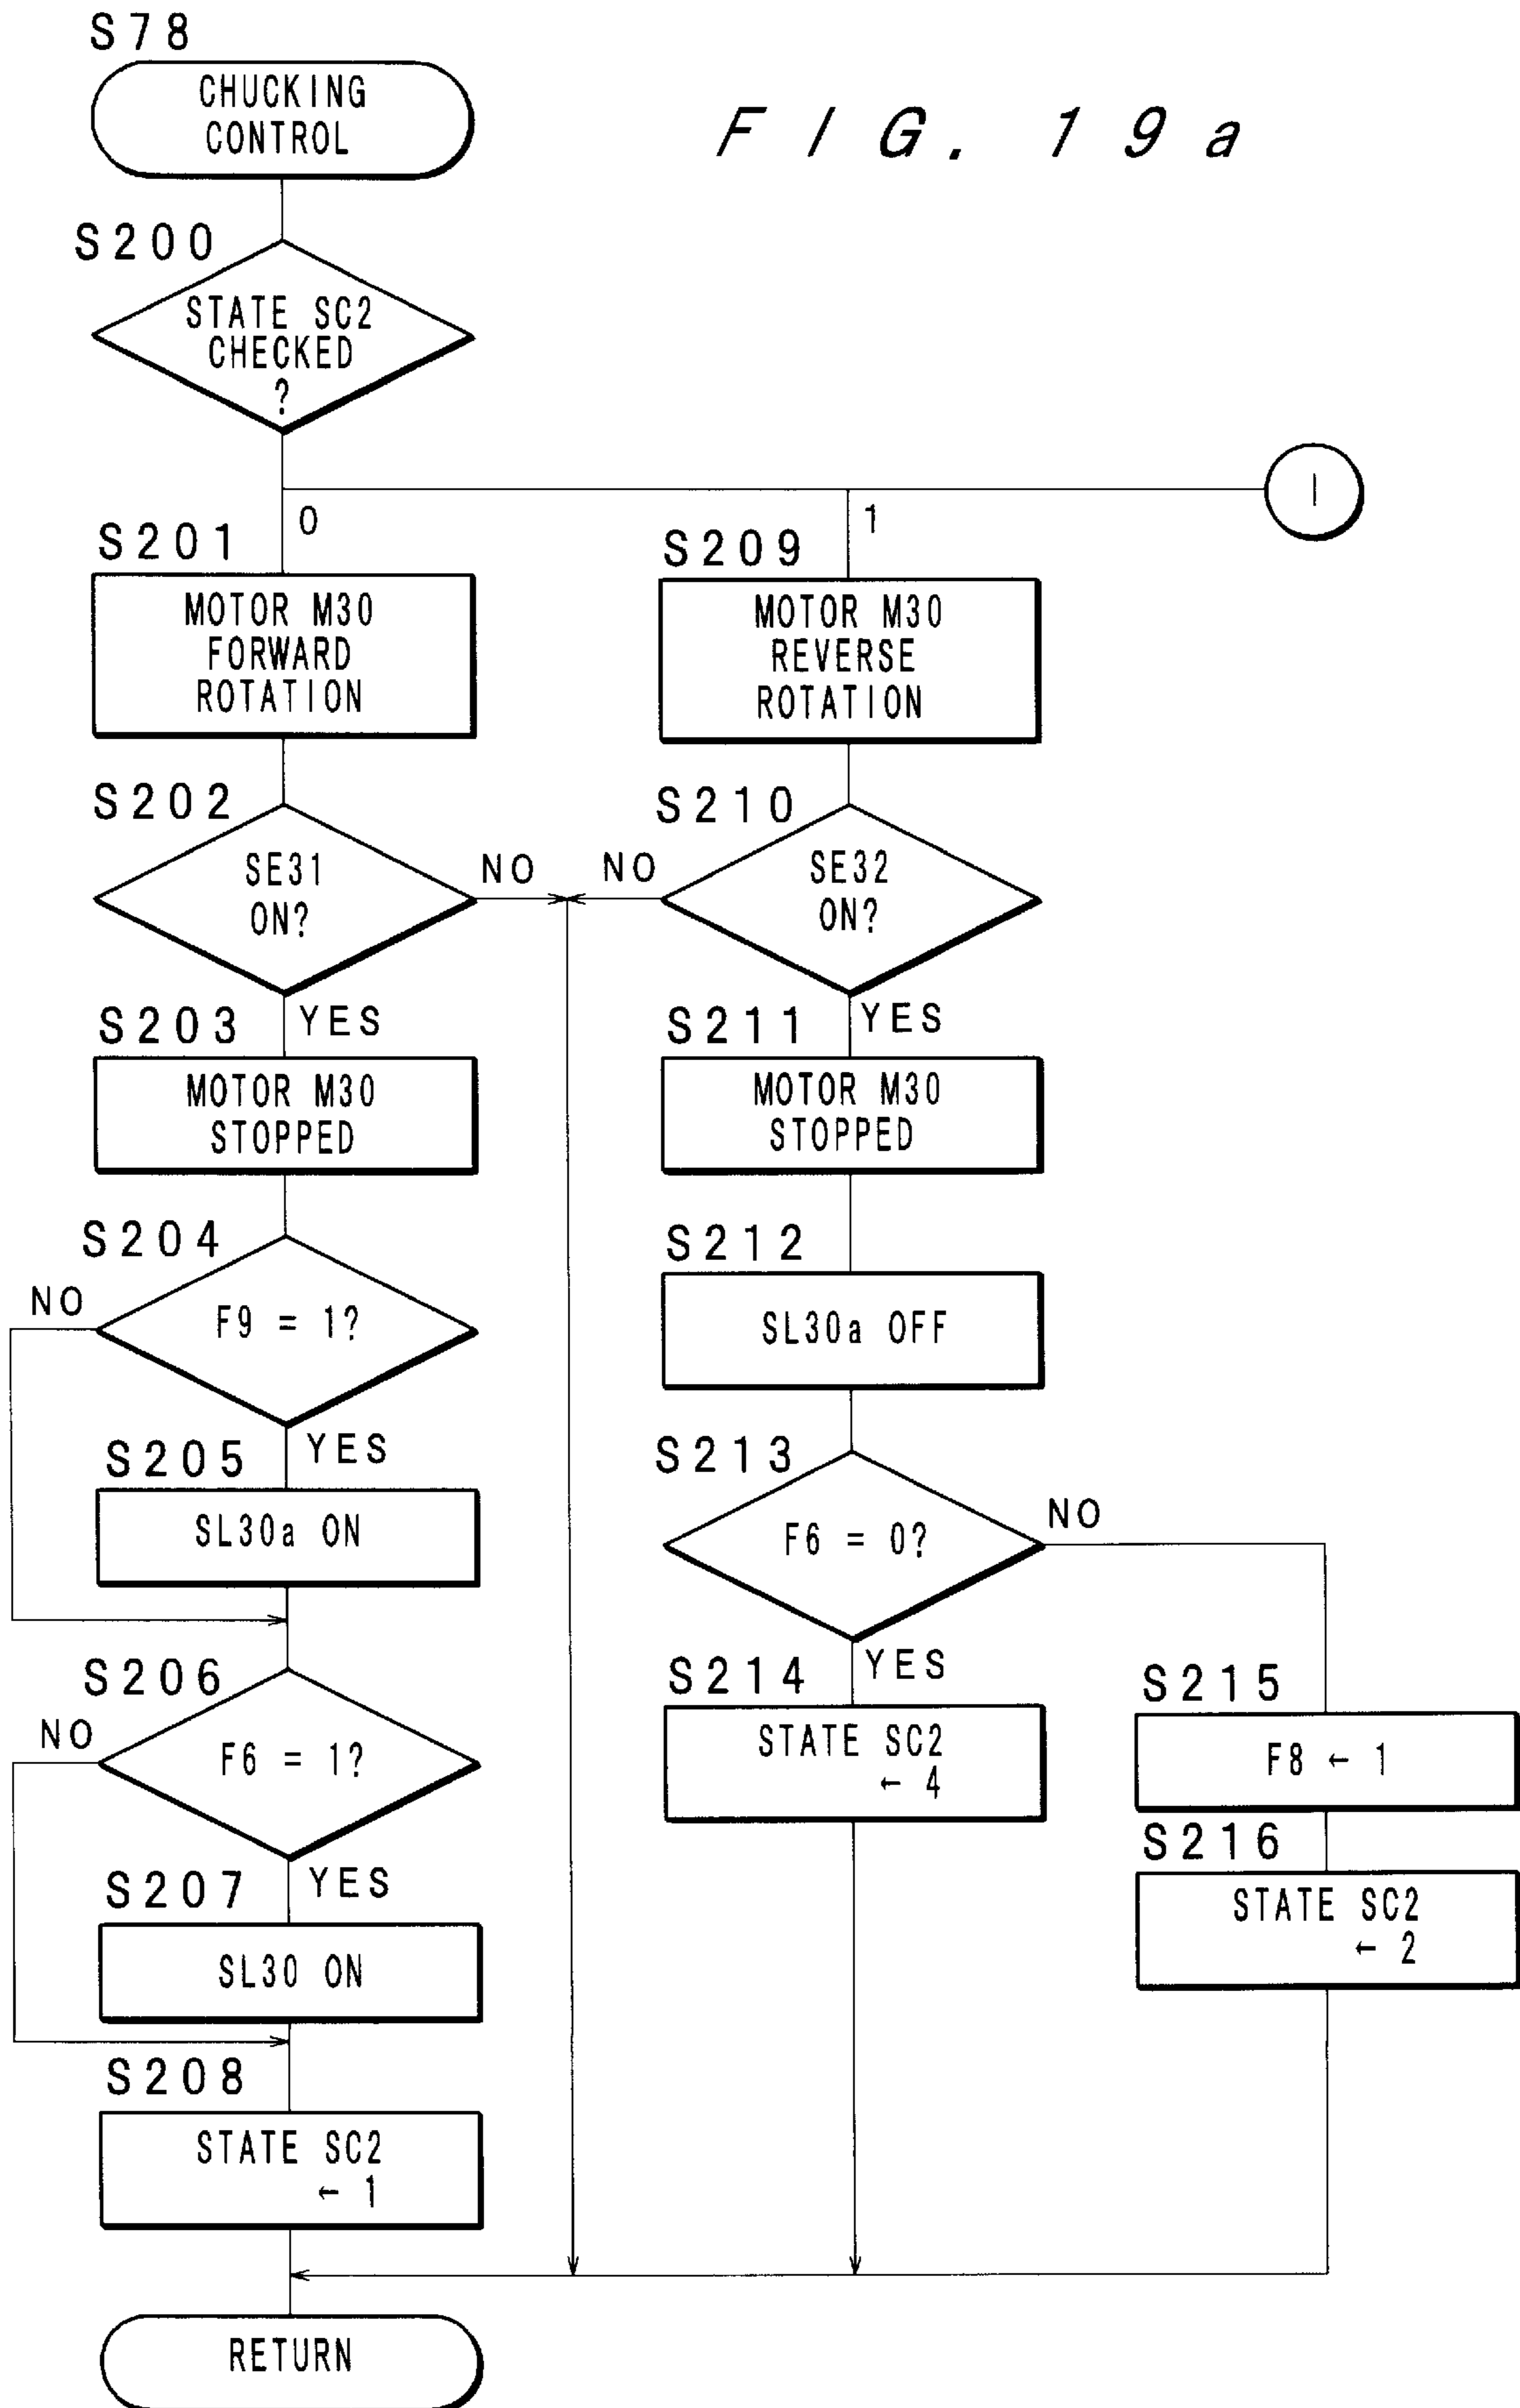 S78
CHUCKING
CONTROL
FIG. 19a
S200
STATE SC2
CHECKED
?
I
0
1
S201
MOTOR M30
FORWARD
ROTATION
S209
MOTOR M30
REVERSE
ROTATION
S202
SE31
ON?
NO
S210
SE32
ON?
NO
YES
YES
S203
MOTOR M30
STOPPED
S211
MOTOR M30
STOPPED
S204
F9 = 1?
NO
YES
S212
SL30a OFF
S205
SL30a ON
S213
F6 = 0?
NO
YES
S206
F6 = 1?
NO
YES
S214
STATE SC2
← 4
S215
F8 ← 1
S216
STATE SC2
← 2
S207
SL30 ON
S208
STATE SC2
← 1
RETURN